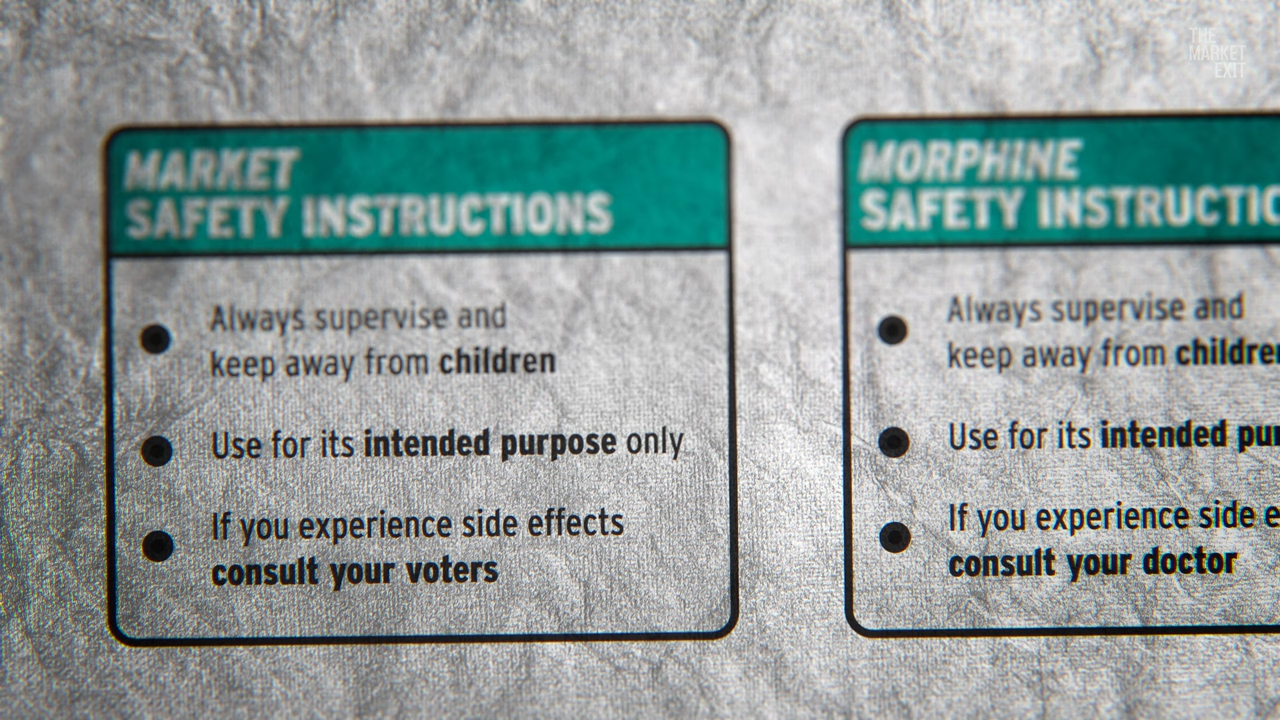 THE
MARKET
EXIT
MARKET
SAFETY INSTRUCTIONS
Always supervise and
keep away from children
Use for its intended purpose only
If you experience side effects
consult your voters
MORPHINE
SAFETY INSTRUCTIO
Always supervise and
keep away from childre
Use for its intended pur
If you experience side e
consult your doctor